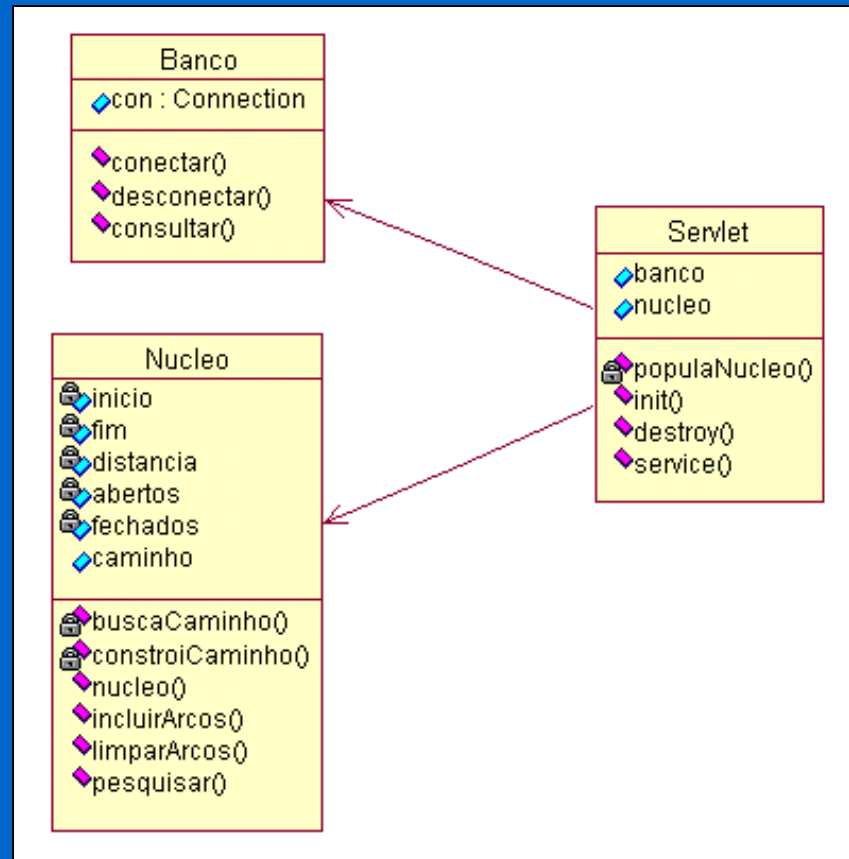 Banco
con : Connection
conectar()
desconectar()
consultar()
Servlet
banco
nucleo
populaNucleo()
init()
destroy()
service()
Nucleo
inicio
fim
distancia
abertos
fechados
caminho
buscaCaminho()
constroiCaminho()
nucleo()
incluirArcos()
limparArcos()
pesquisar()